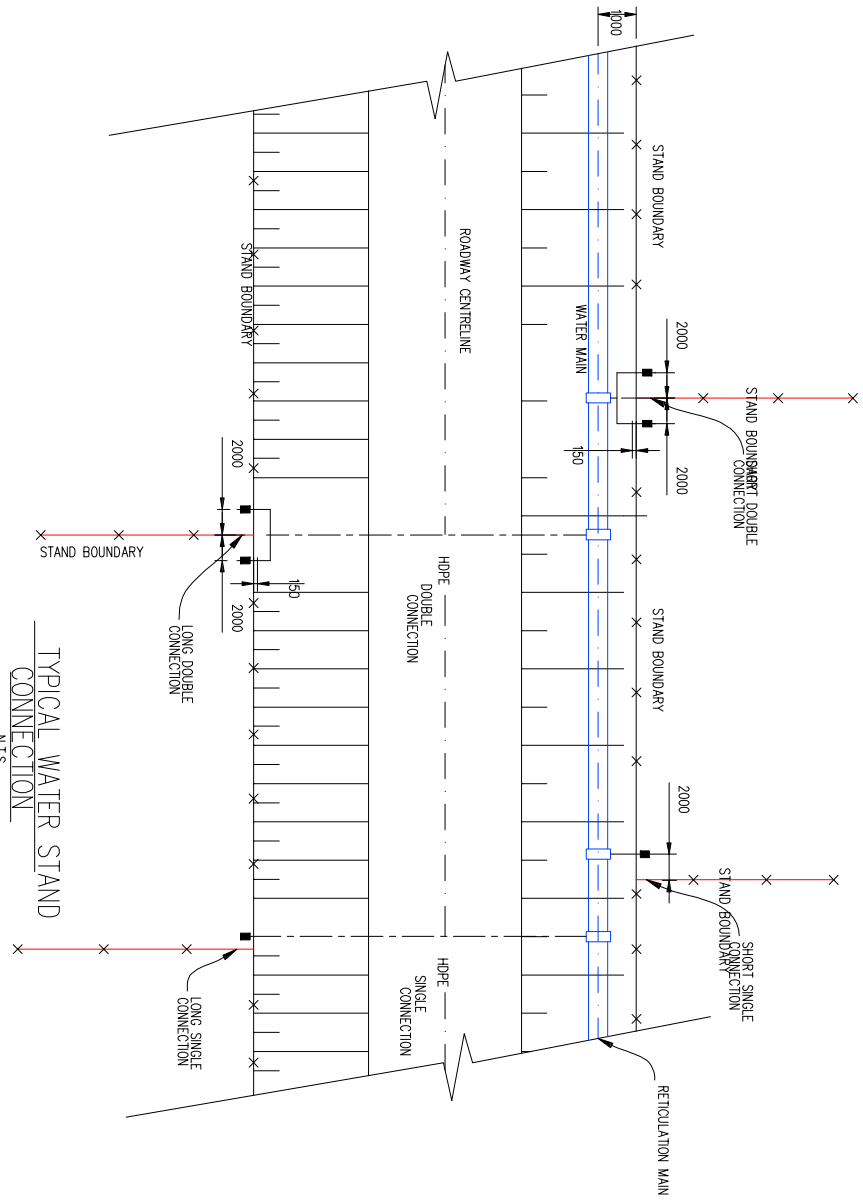 1000
STAND BOUNDARY
2000
STAND BOUNDARY
SHORT DOUBLE
CONNECTION
2000
150
STAND BOUNDARY
2000
STAND BOUNDARY
SHORT SINGLE
CONNECTION
RETICULATION MAIN
WATER MAIN
ROADWAY CENTRELINE
HDPE
DOUBLE
CONNECTION
HDPE
SINGLE
CONNECTION
STAND BOUNDARY
2000
150
2000
STAND BOUNDARY
LONG DOUBLE
CONNECTION
LONG SINGLE
CONNECTION
TYPICAL WATER STAND
CONNECTION
N.T.S.